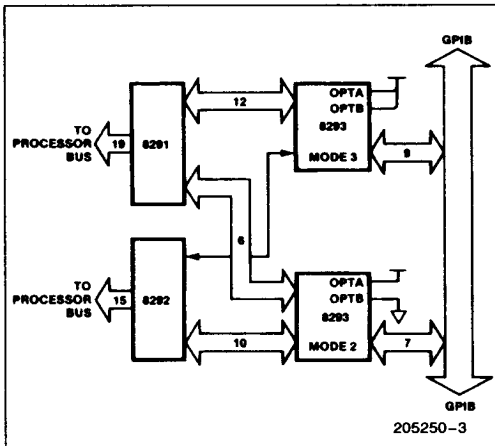 GPIB
12
OPTA
OPTB
8293
MODE 3
TO
PROCESSOR
BUS
19
8291
9
6
TO
PROCESSOR
BUS
15
8292
OPTA
OPTB
8293
MODE 2
10
7
GPIB
205250-3